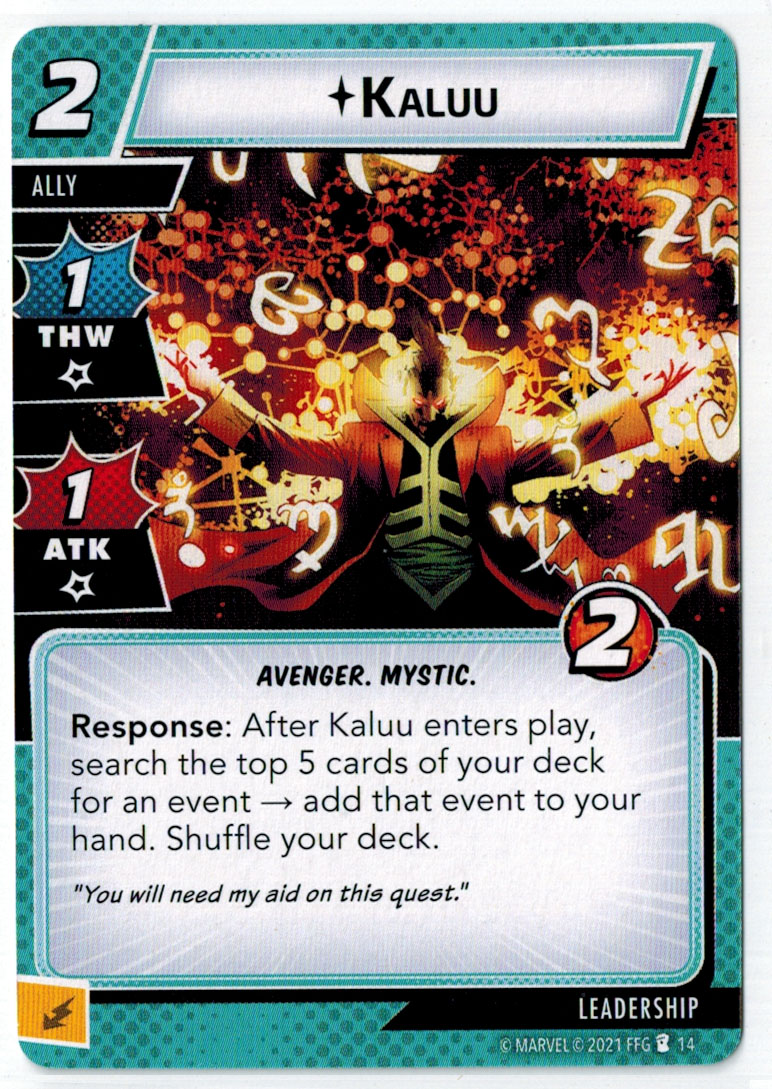 2
KALUU
ALLY
1
THW
1
ATK
2
AVENGER. MYSTIC.
Response: After Kaluu enters play,
search the top 5 cards of your deck
for an event → add that event to your
hand. Shuffle your deck.
"You will need my aid on this quest."
LEADERSHIP
© MARVEL © 2021 FFG 14